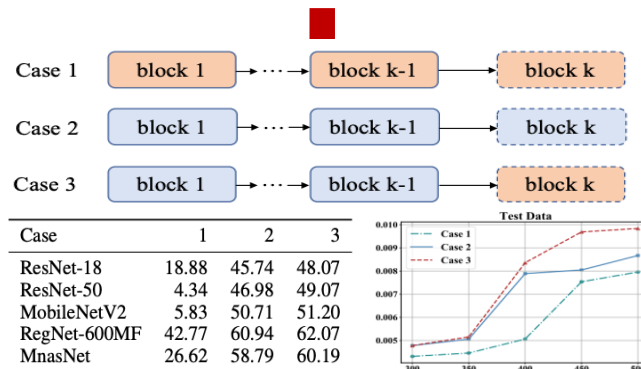 Case 1 block 1 ··· block k-1 block k
Case 2 block 1 ··· block k-1 block k
Case 3 block 1 ··· block k-1 block k
Case 1 2 3
ResNet-18 18.88 45.74 48.07
ResNet-50 4.34 46.98 49.07
MobileNetV2 5.83 50.71 51.20
RegNet-600MF 42.77 60.94 62.07
MnasNet 26.62 58.79 60.19
Test Data
0.010
0.009
0.008
0.007
0.006
0.005
Case 1
Case 2
Case 3
300 350 400 450